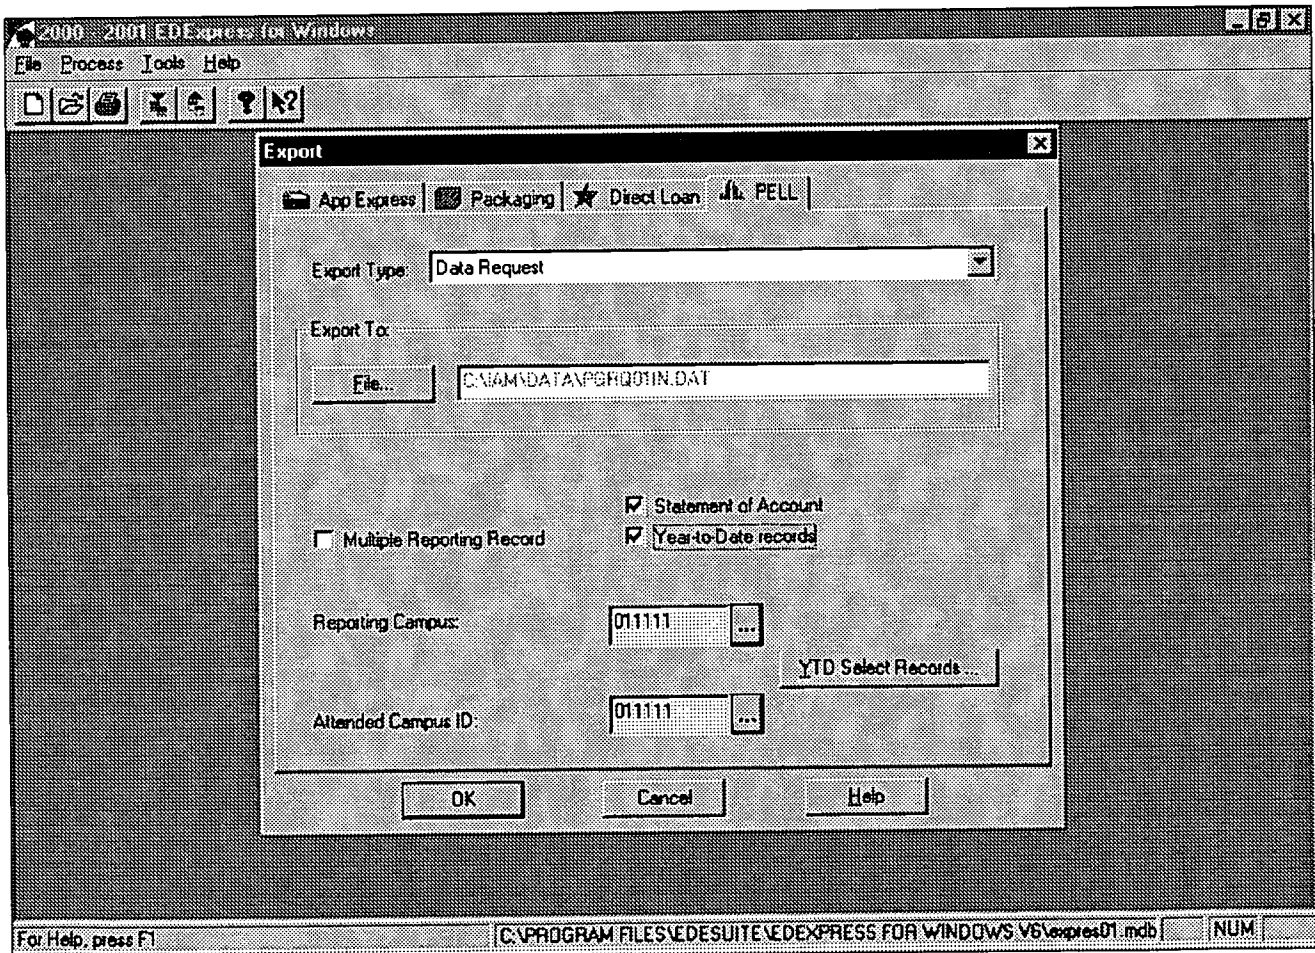 2000 - 2001 EDExpress for Windows
File Process Tools Help
Export
App Express Packaging Direct Loan PELL
Export Type: Data Request
Export To:
File... C:\IAM\DATA\PGRQ01IN.DAT
Statement of Account
Multiple Reporting Record Year-to-Date records
Reporting Campus: 011111 ...
YTD Select Records ...
Attended Campus ID: 011111 ...
OK Cancel Help
For Help, press F1 C:\PROGRAM FILES\EDESUITE\EDEXPRESS FOR WINDOWS V6\expres01.mdb NUM